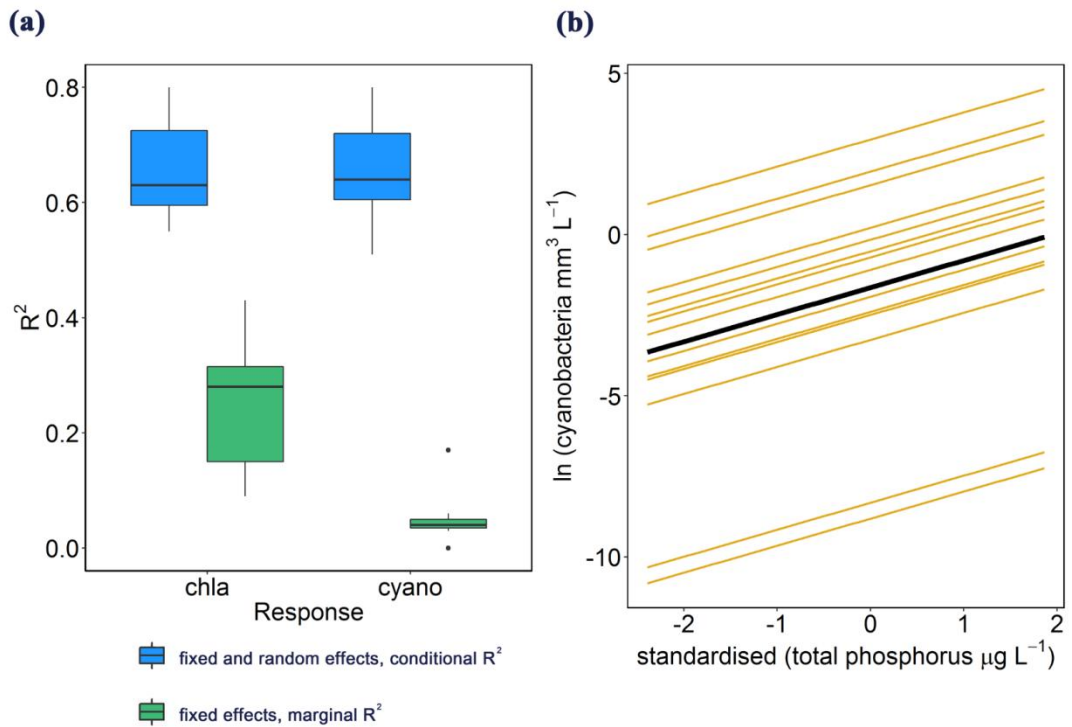 (a)
(b)
0.8
0.6
0.4
0.2
0.0
R²
chla
cyano
Response
fixed and random effects, conditional R²
fixed effects, marginal R²
5
0
-5
-10
ln (cyanobacteria mm³ L⁻¹)
-2
-1
0
1
2
standardised (total phosphorus µg L⁻¹)